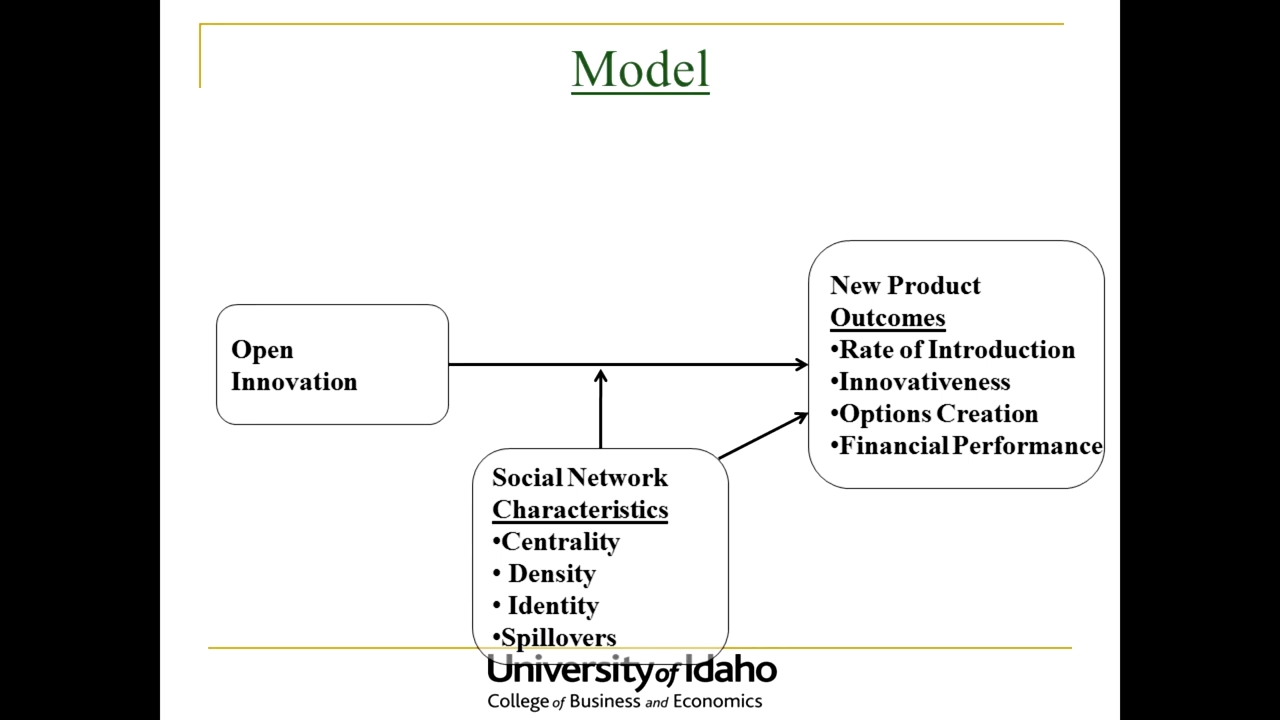 Model
Open
Innovation
New Product
Outcomes
•Rate of Introduction
•Innovativeness
•Options Creation
•Financial Performance
Social Network
Characteristics
•Centrality
• Density
• Identity
•Spillovers
University of Idaho
College of Business and Economics